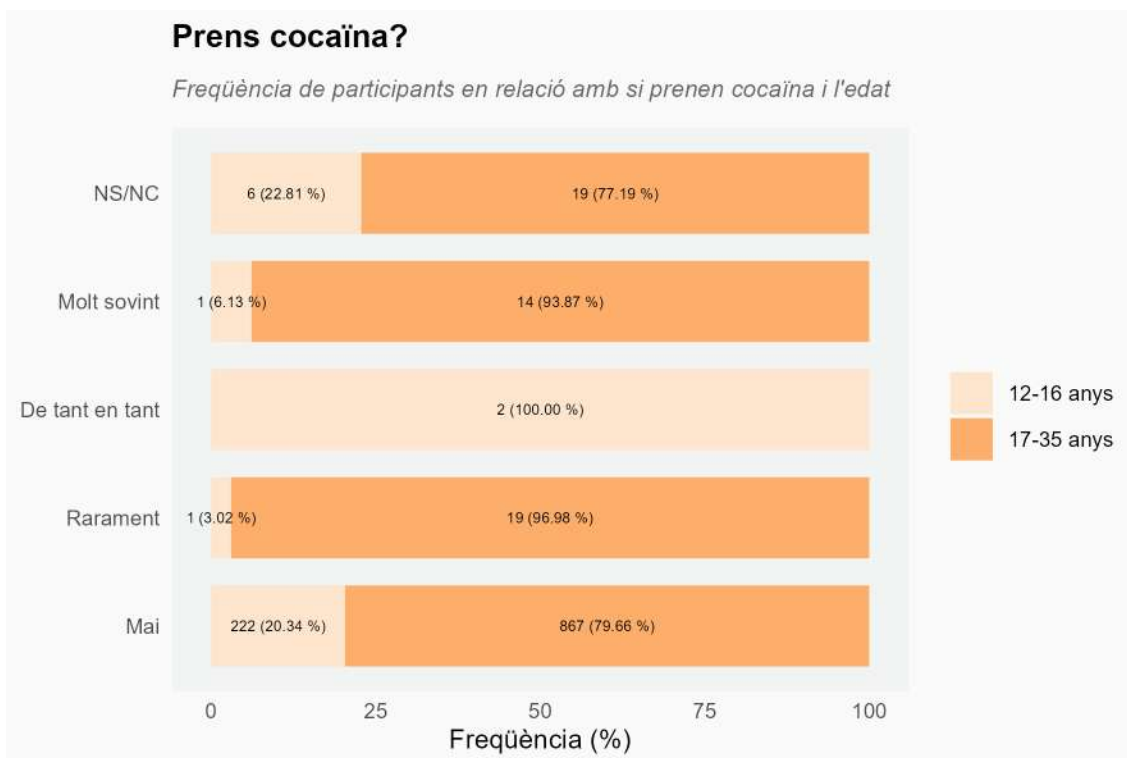 Prens cocaïna?
Freqüència de participants en relació amb si prenen cocaïna i l'edat
NS/NC
6 (22.81 %)
19 (77.19 %)
Molt sovint
1 (6.13 %)
14 (93.87 %)
De tant en tant
2 (100.00 %)
Rarament
1 (3.02 %)
19 (96.98 %)
Mai
222 (20.34 %)
867 (79.66 %)
12-16 anys
17-35 anys
0 25 50 75 100
Freqüència (%)